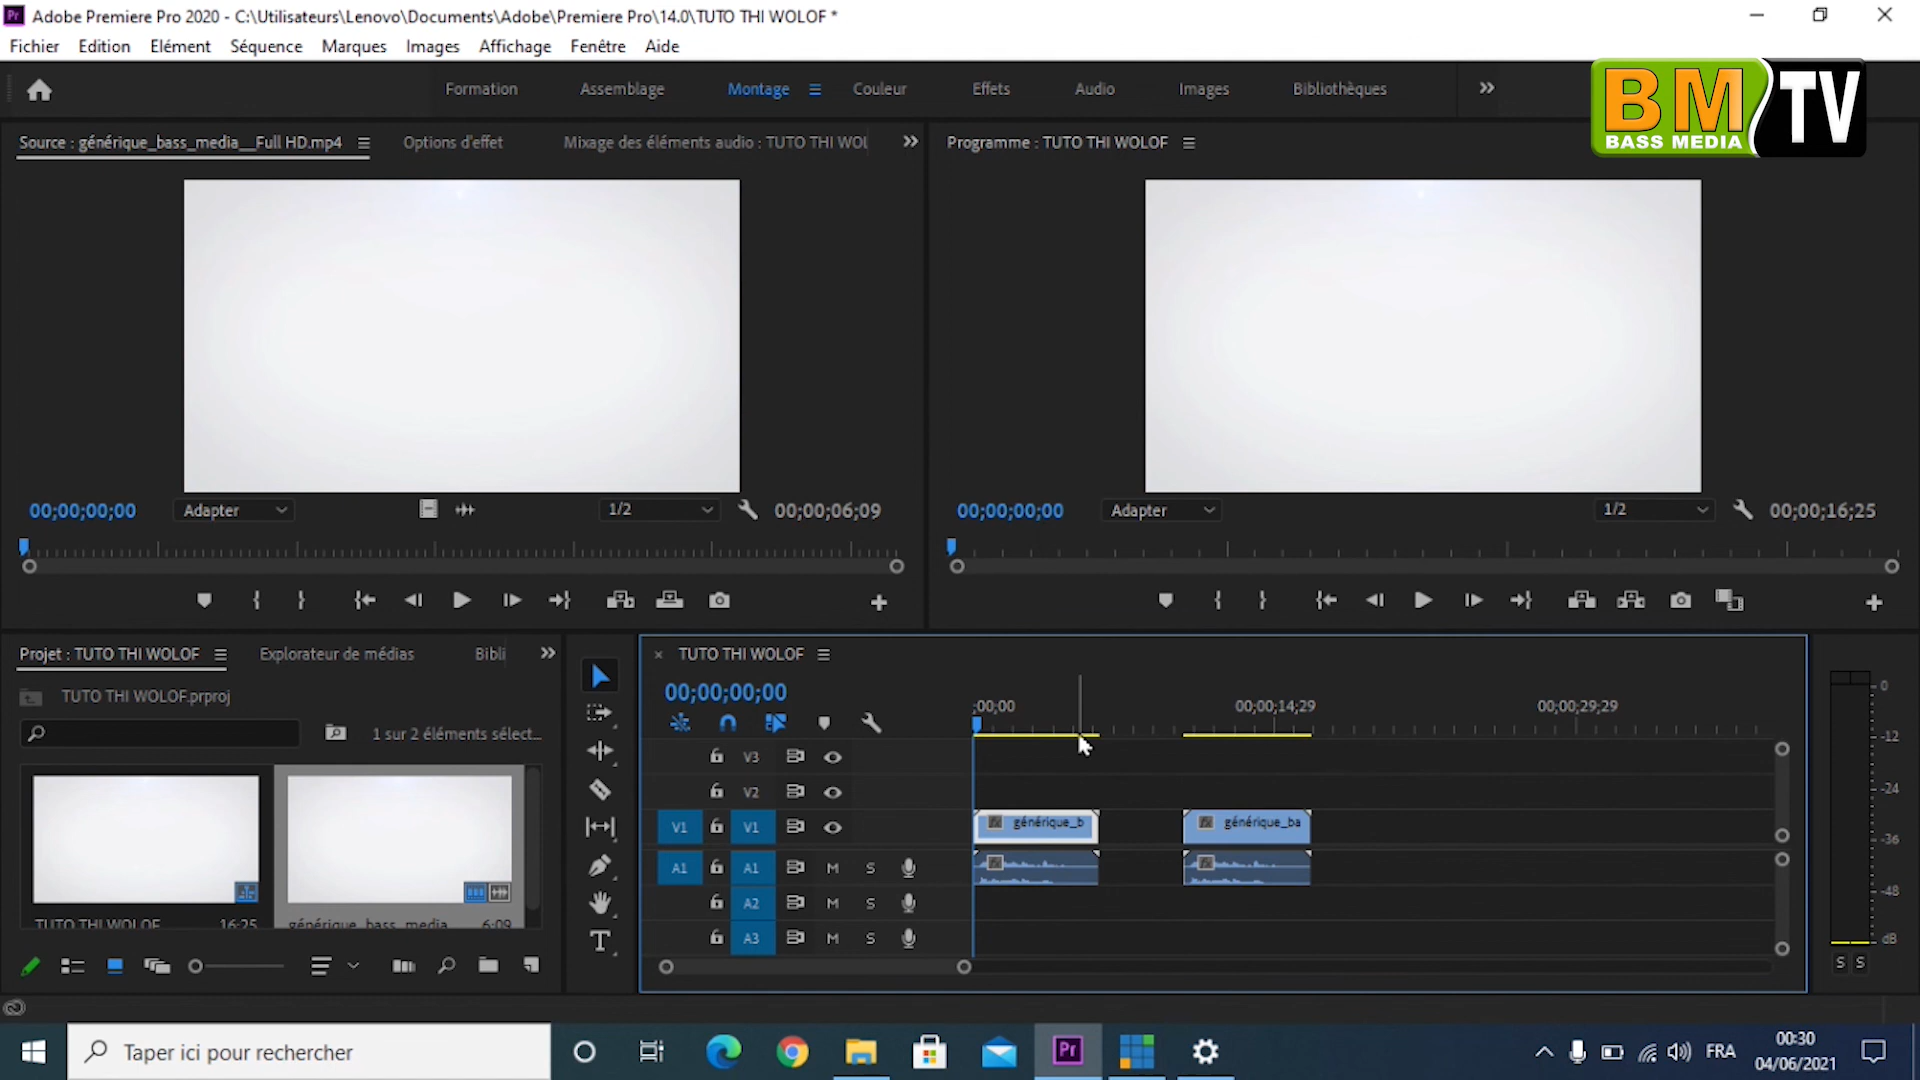 Adobe Premiere Pro 2020 - C:\Utilisateurs\Lenovo\Documents\Adobe\Premiere Pro\14.0\TUTO THI WOLOF *
Fichier Edition Elément Séquence Marques Images Affichage Fenêtre Aide
Formation Assemblage Montage Couleur Effets Audio Images Bibliothèques
BM TV
BASS MEDIA
Source : générique_bass_media__Full HD.mp4 Options d'effet Mixage des éléments audio : TUTO THI WOL
Programme : TUTO THI WOLOF
00;00;00;00 Adapter 1/2 00;00;06;09
00;00;00;00 Adapter 1/2 00;00;16;25
Projet : TUTO THI WOLOF Explorateur de médias Bibli
TUTO THI WOLOF.prproj
1 sur 2 éléments sélect...
TUTO THI WOLOF 16:25
générique_bass_media 6:09
TUTO THI WOLOF
00;00;00;00
;00;00 00;00;14;29 00;00;29;29
V3
V2
V1 V1 générique_b générique_ba
A1 A1 M S
A2 M S
A3 M S
0
-12
-24
-36
-48
dB
S S
Pr
T
Taper ici pour rechercher
Pr
FRA
00:30
04/06/2021